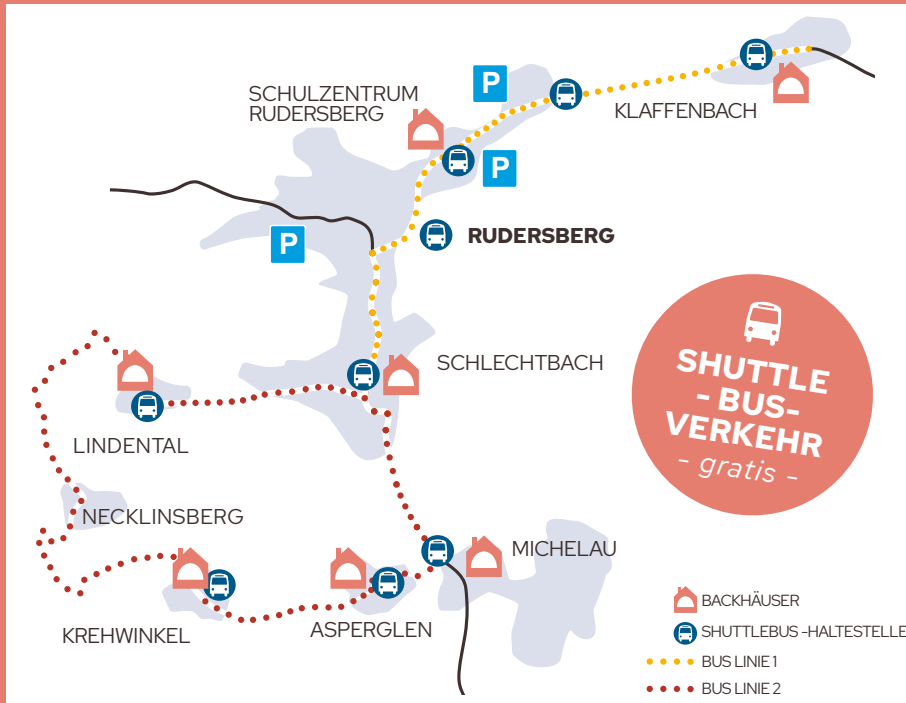 SCHULZENTRUM
RUDERSBERG
P
KLAFFENBACH
P
P
RUDERSBERG
SCHLECHTBACH
SHUTTLE
- BUS-
VERKEHR
- gratis -
LINDENTAL
NECKLINSBERG
MICHELAU
KREHWINKEL
ASPERGLEN
BACKHÄUSER
SHUTTLEBUS -HALTESTELLE
BUS LINIE 1
BUS LINIE 2